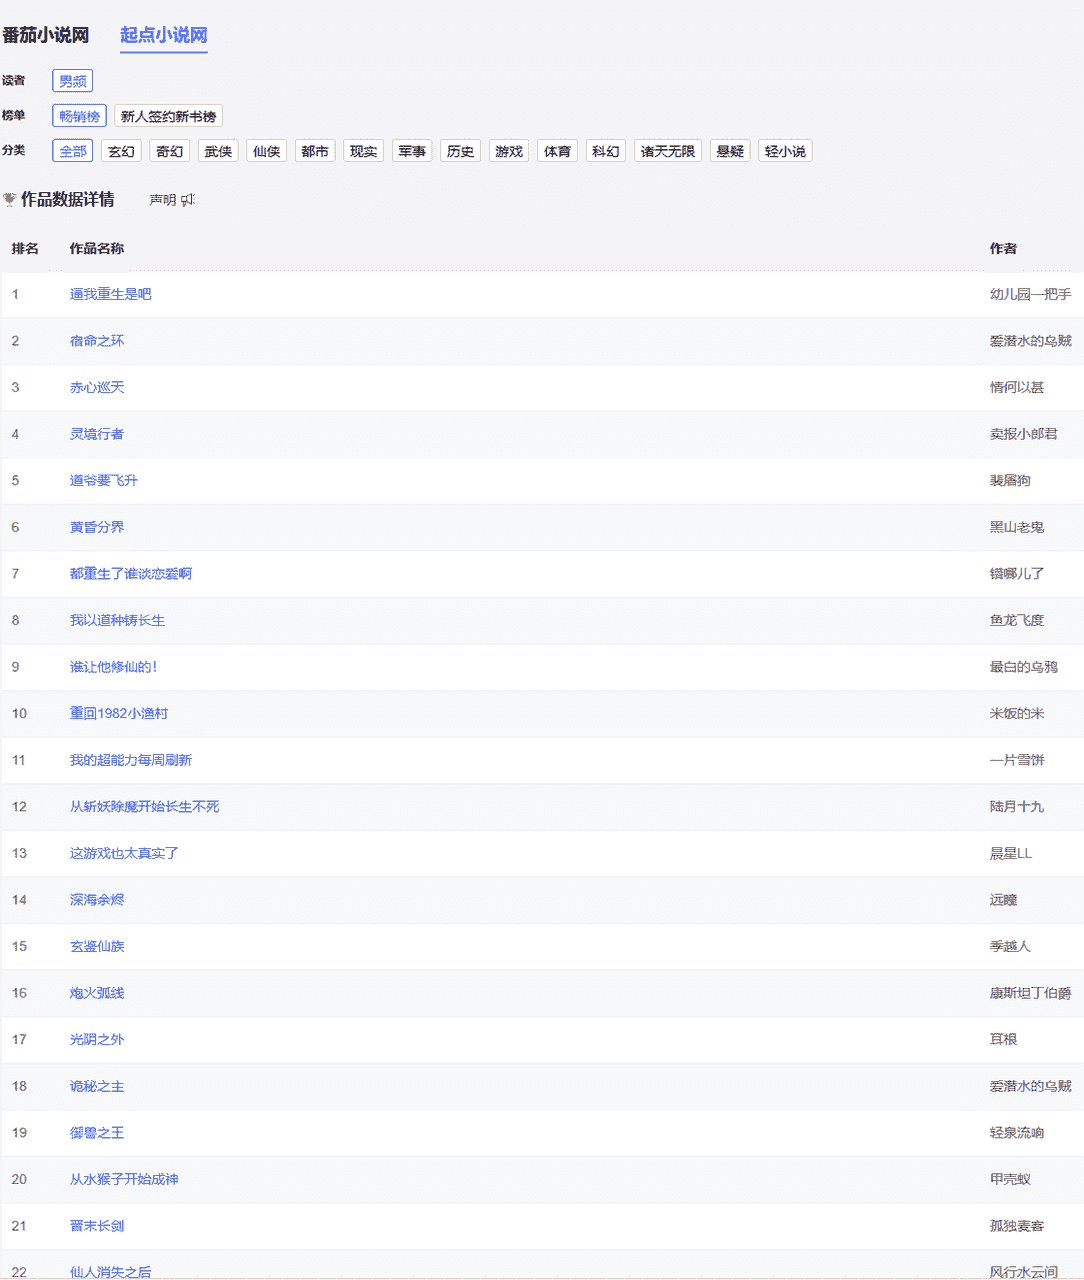 番茄小说网 起点小说网
读者 男频
榜单 畅销榜 新人签约新书榜
分类 全部 玄幻 奇幻 武侠 仙侠 都市 现实 军事 历史 游戏 体育 科幻 诸天无限 悬疑 轻小说
作品数据详情 声明
排名 作品名称 作者
1 逼我重生是吧 幼儿园一把手
2 宿命之环 爱潜水的乌贼
3 赤心巡天 情何以甚
4 灵境行者 卖报小郎君
5 道爷要飞升 裴屠狗
6 黄昏分界 黑山老鬼
7 都重生了谁谈恋爱啊 错哪儿了
8 我以道种铸长生 鱼龙飞度
9 谁让他修仙的！ 最白的乌鸦
10 重回1982小渔村 米饭的米
11 我的超能力每周刷新 一片雪饼
12 从斩妖除魔开始长生不死 陆月十九
13 这游戏也太真实了 晨星LL
14 深海余烬 远瞳
15 玄鉴仙族 季越人
16 炮火弧线 康斯坦丁伯爵
17 光阴之外 耳根
18 诡秘之主 爱潜水的乌贼
19 御兽之王 轻泉流响
20 从水猴子开始成神 甲壳蚁
21 晋末长剑 孤独麦客
22 仙人消失之后 风行水云间